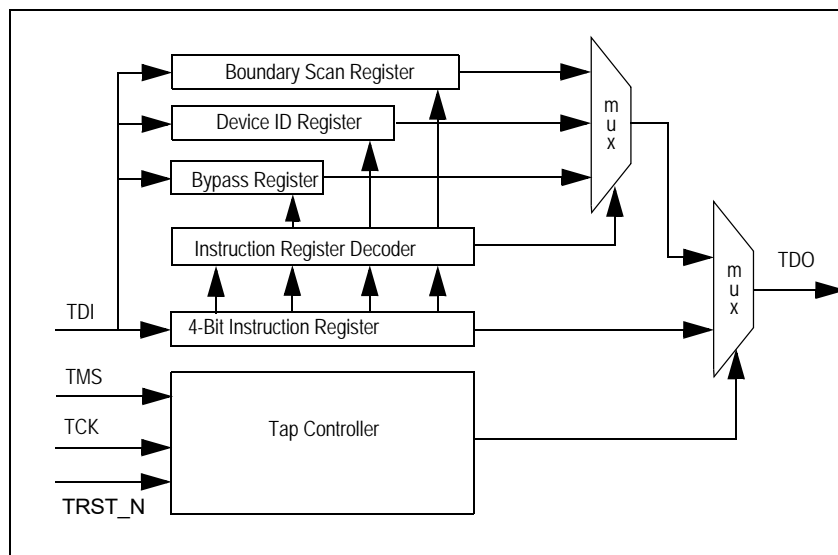 Boundary Scan Register
Device ID Register
Bypass Register
Instruction Register Decoder
4-Bit Instruction Register
Tap Controller
TDI
TMS
TCK
TRST_N
m
u
x
m
u
x
TDO